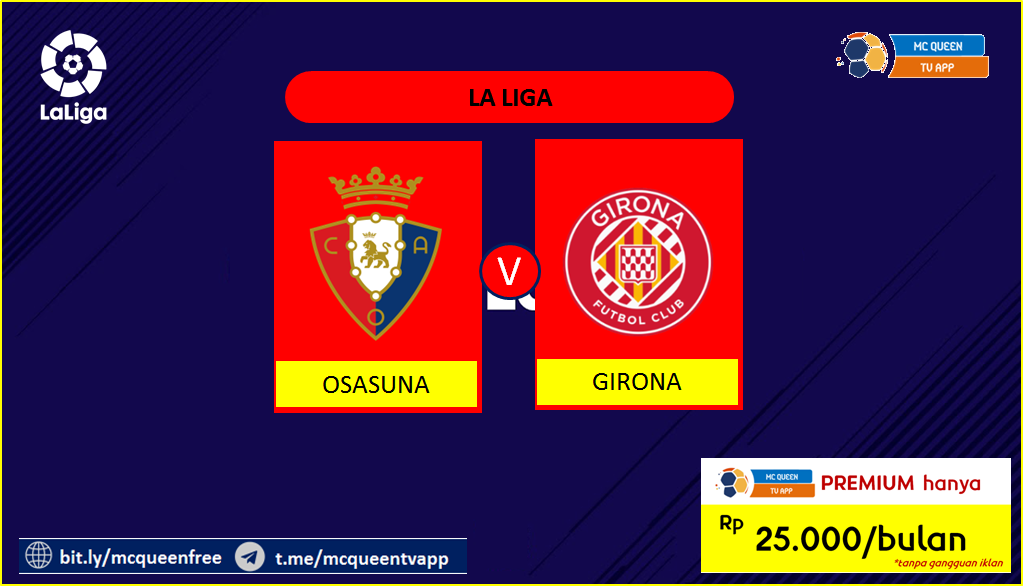 LaLiga
MC QUEEN
TV APP
LA LIGA
C A
O
V
GIRONA
FUTBOL CLUB
OSASUNA
GIRONA
MC QUEEN
TV APP
PREMIUM hanya
Rp 25.000/bulan
*tanpa gangguan iklan
bit.ly/mcqueenfree t.me/mcqueentvapp